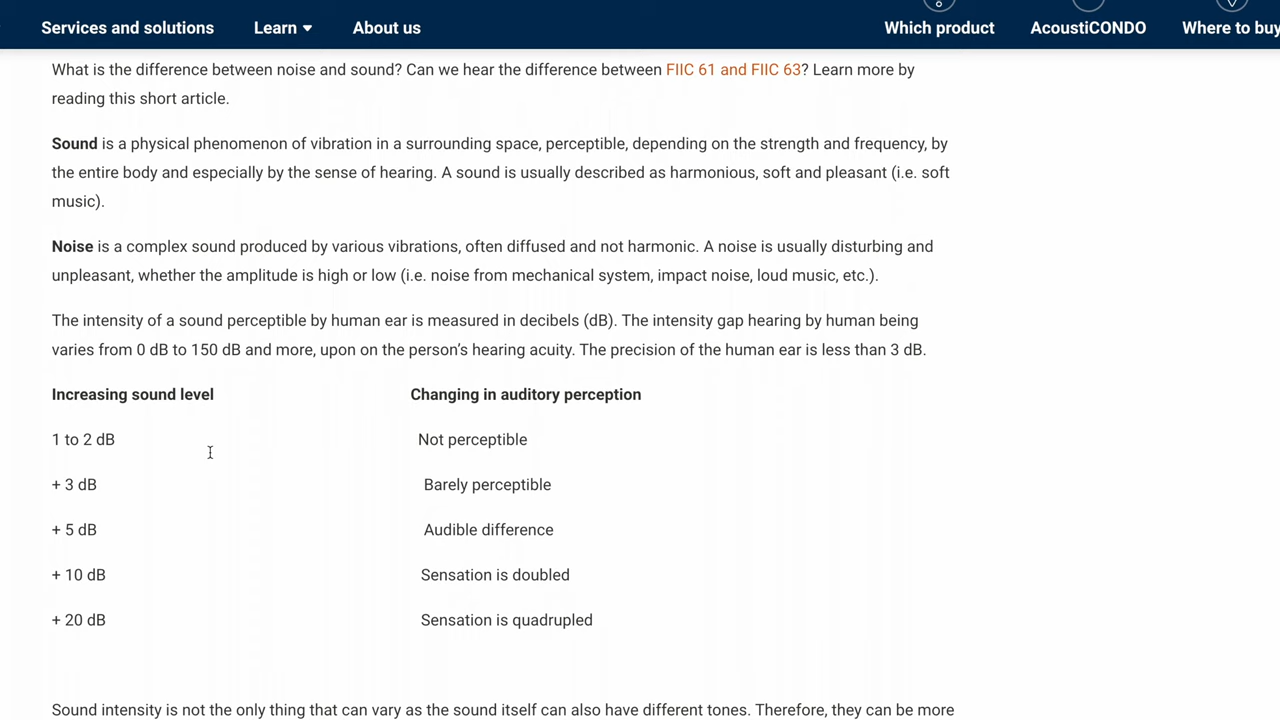 Services and solutions Learn About us Which product AcoustiCONDO Where to buy
What is the difference between noise and sound? Can we hear the difference between FIIC 61 and FIIC 63? Learn more by
reading this short article.
Sound is a physical phenomenon of vibration in a surrounding space, perceptible, depending on the strength and frequency, by
the entire body and especially by the sense of hearing. A sound is usually described as harmonious, soft and pleasant (i.e. soft
music).
Noise is a complex sound produced by various vibrations, often diffused and not harmonic. A noise is usually disturbing and
unpleasant, whether the amplitude is high or low (i.e. noise from mechanical system, impact noise, loud music, etc.).
The intensity of a sound perceptible by human ear is measured in decibels (dB). The intensity gap hearing by human being
varies from 0 dB to 150 dB and more, upon on the person’s hearing acuity. The precision of the human ear is less than 3 dB.
Increasing sound level Changing in auditory perception
1 to 2 dB Not perceptible
+ 3 dB Barely perceptible
+ 5 dB Audible difference
+ 10 dB Sensation is doubled
+ 20 dB Sensation is quadrupled
Sound intensity is not the only thing that can vary as the sound itself can also have different tones. Therefore, they can be more